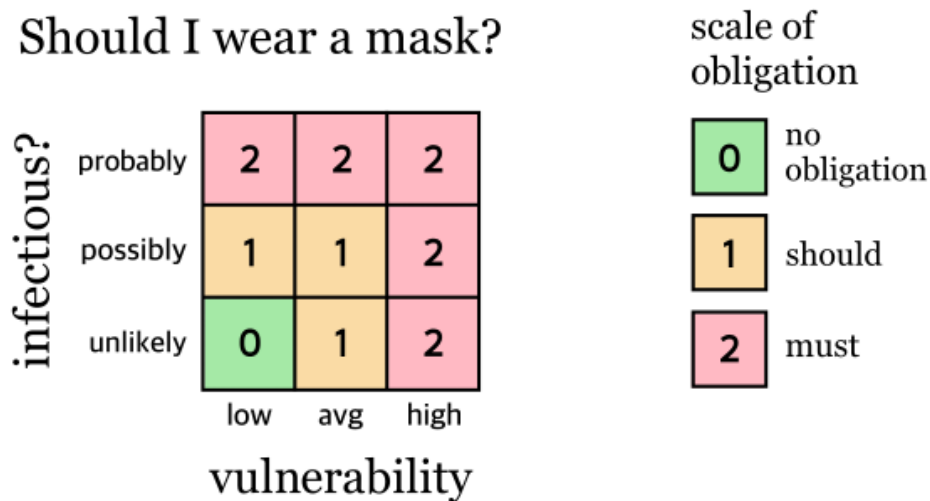 Should I wear a mask?
scale of
obligation
infectious?
probably 2 2 2
possibly 1 1 2
unlikely 0 1 2
low avg high
vulnerability
0 no
obligation
1 should
2 must